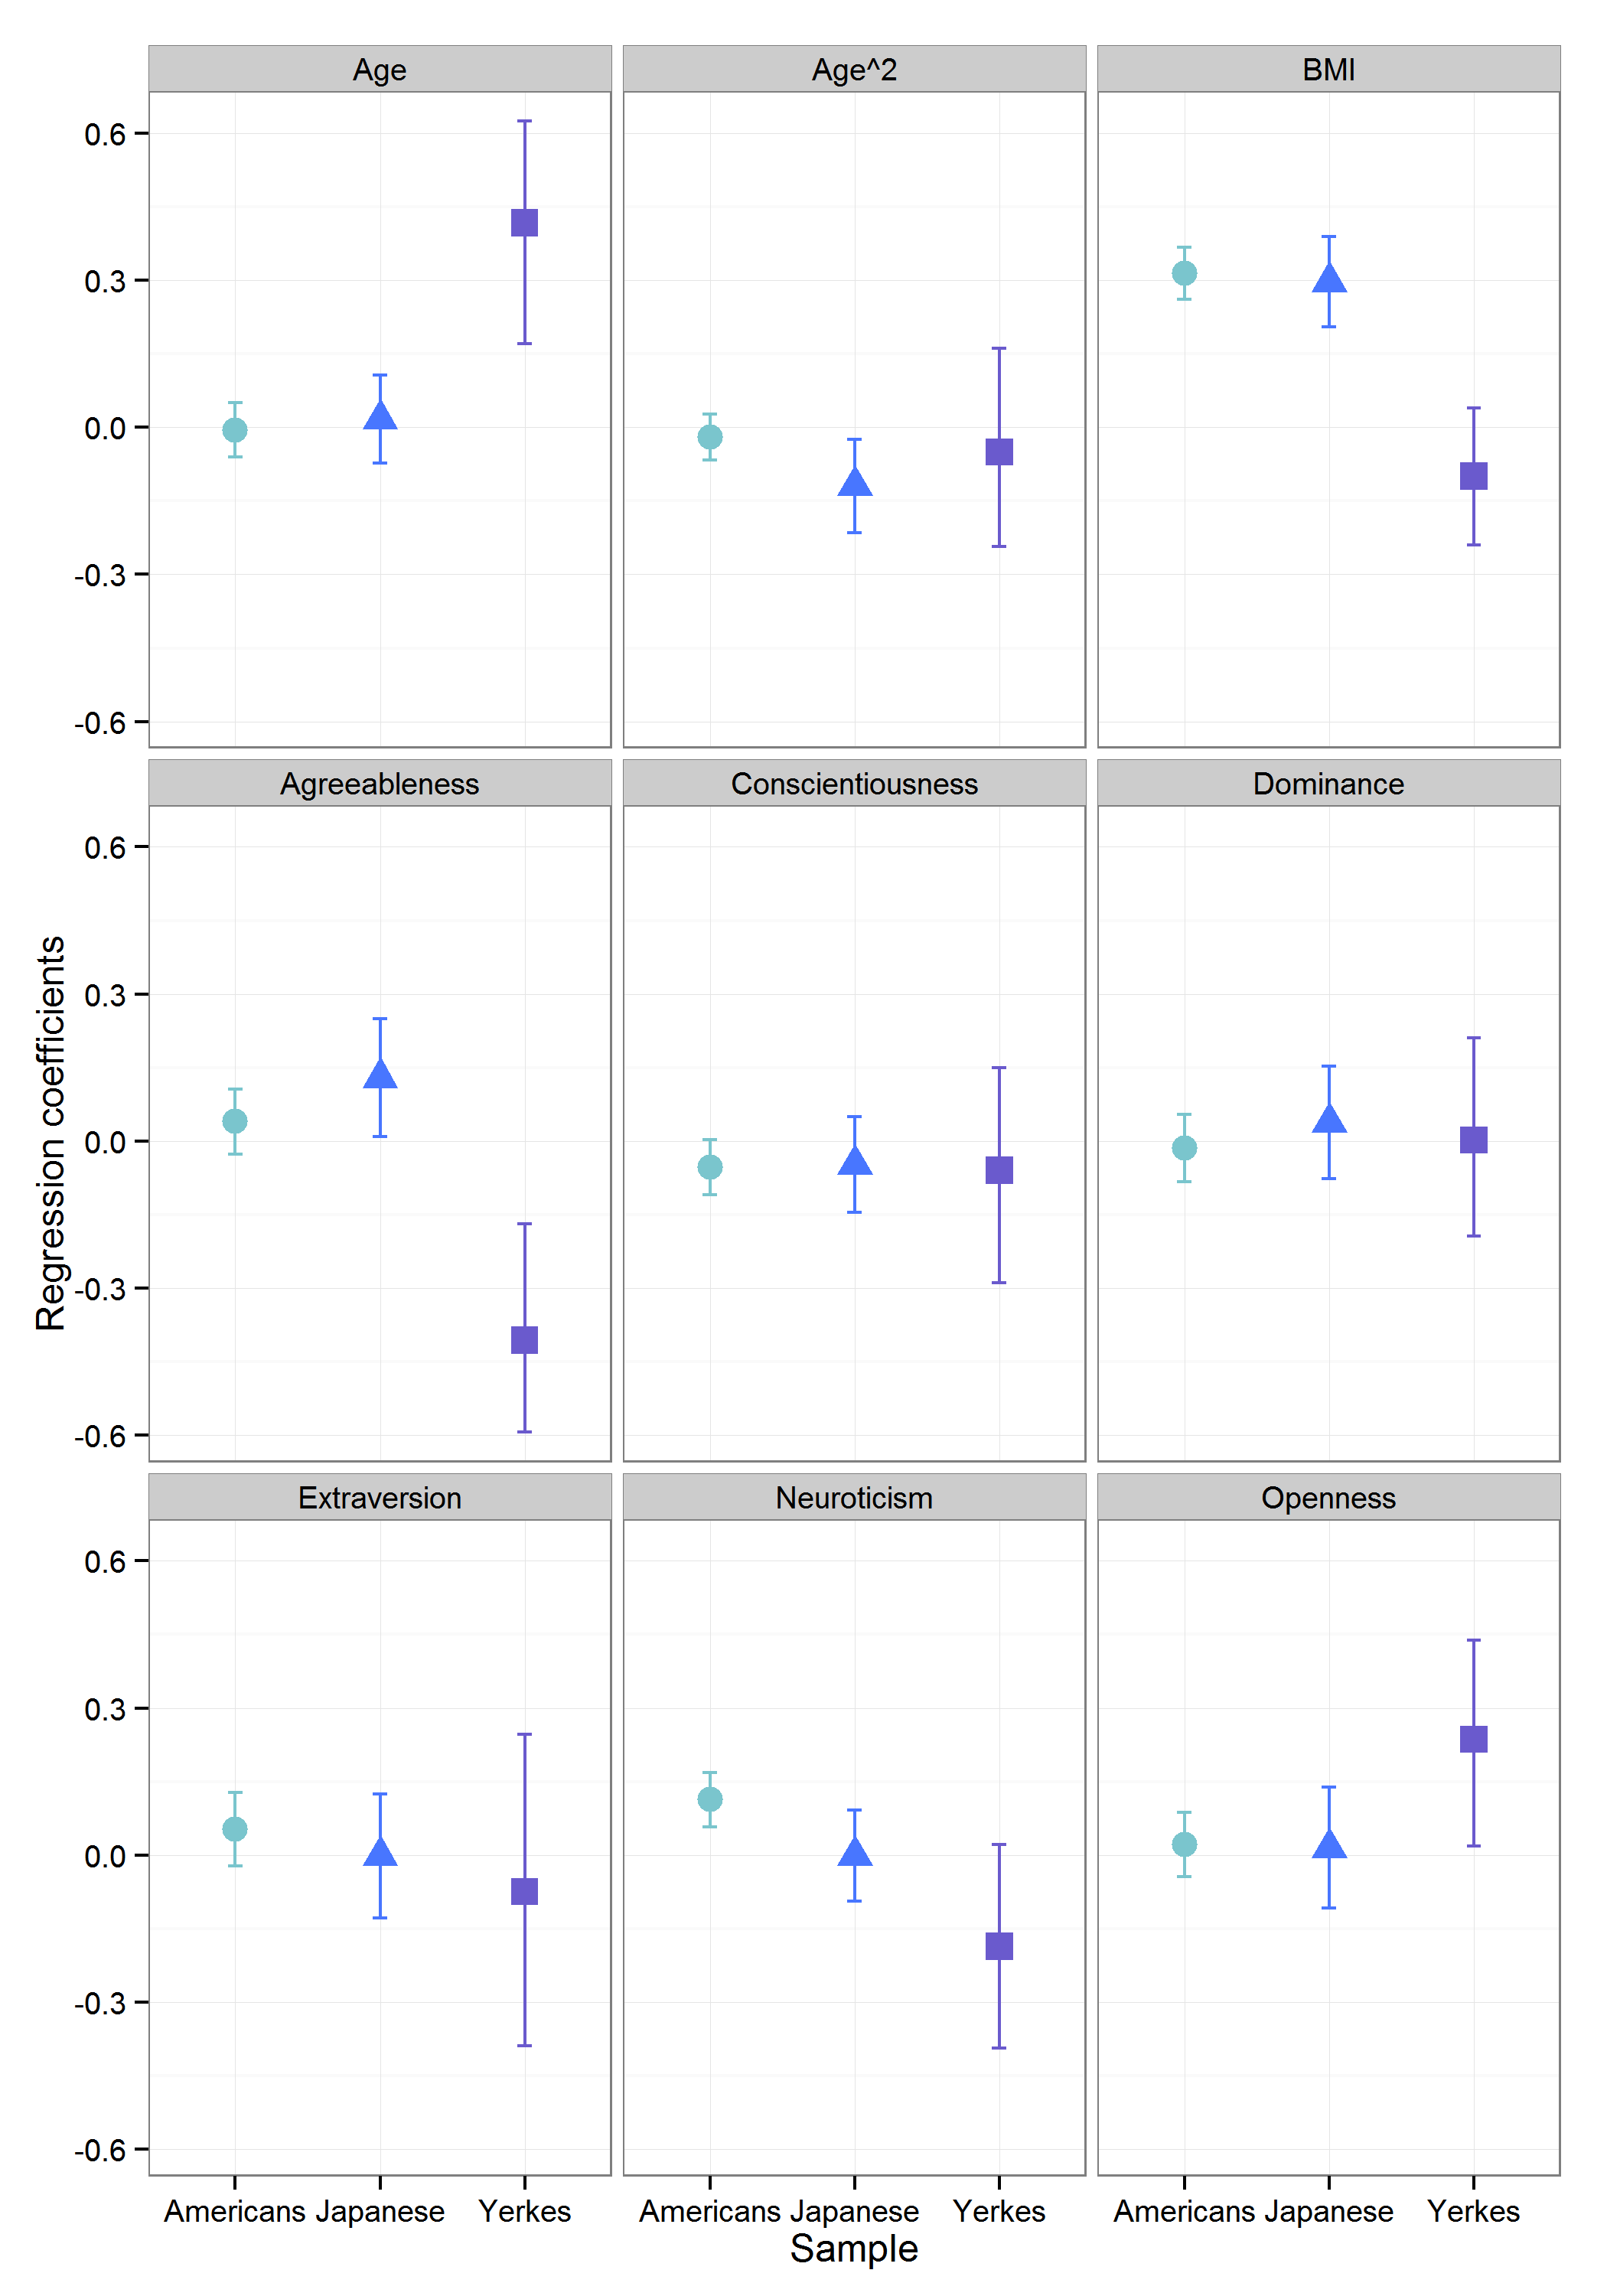 Age Age^2 BMI
0.6
0.3
0.0
-0.3
-0.6
Agreeableness Conscientiousness Dominance
0.6
0.3
0.0
-0.3
-0.6
Regression coefficients
Extraversion Neuroticism Openness
0.6
0.3
0.0
-0.3
-0.6
Americans Japanese Yerkes Americans Japanese Yerkes Americans Japanese Yerkes
Sample